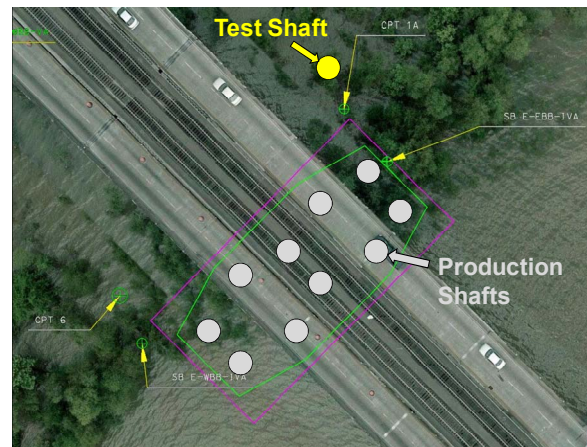 Test Shaft
CPT 1A
SB E-EBB-1VA
Production
Shafts
CPT 6
SB E-WBB-1VA